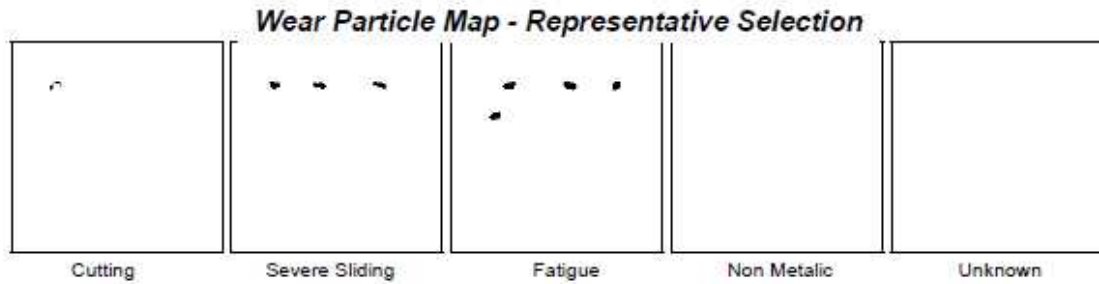 Wear Particle Map - Representative Selection
Cutting Severe Sliding Fatigue Non Metalic Unknown